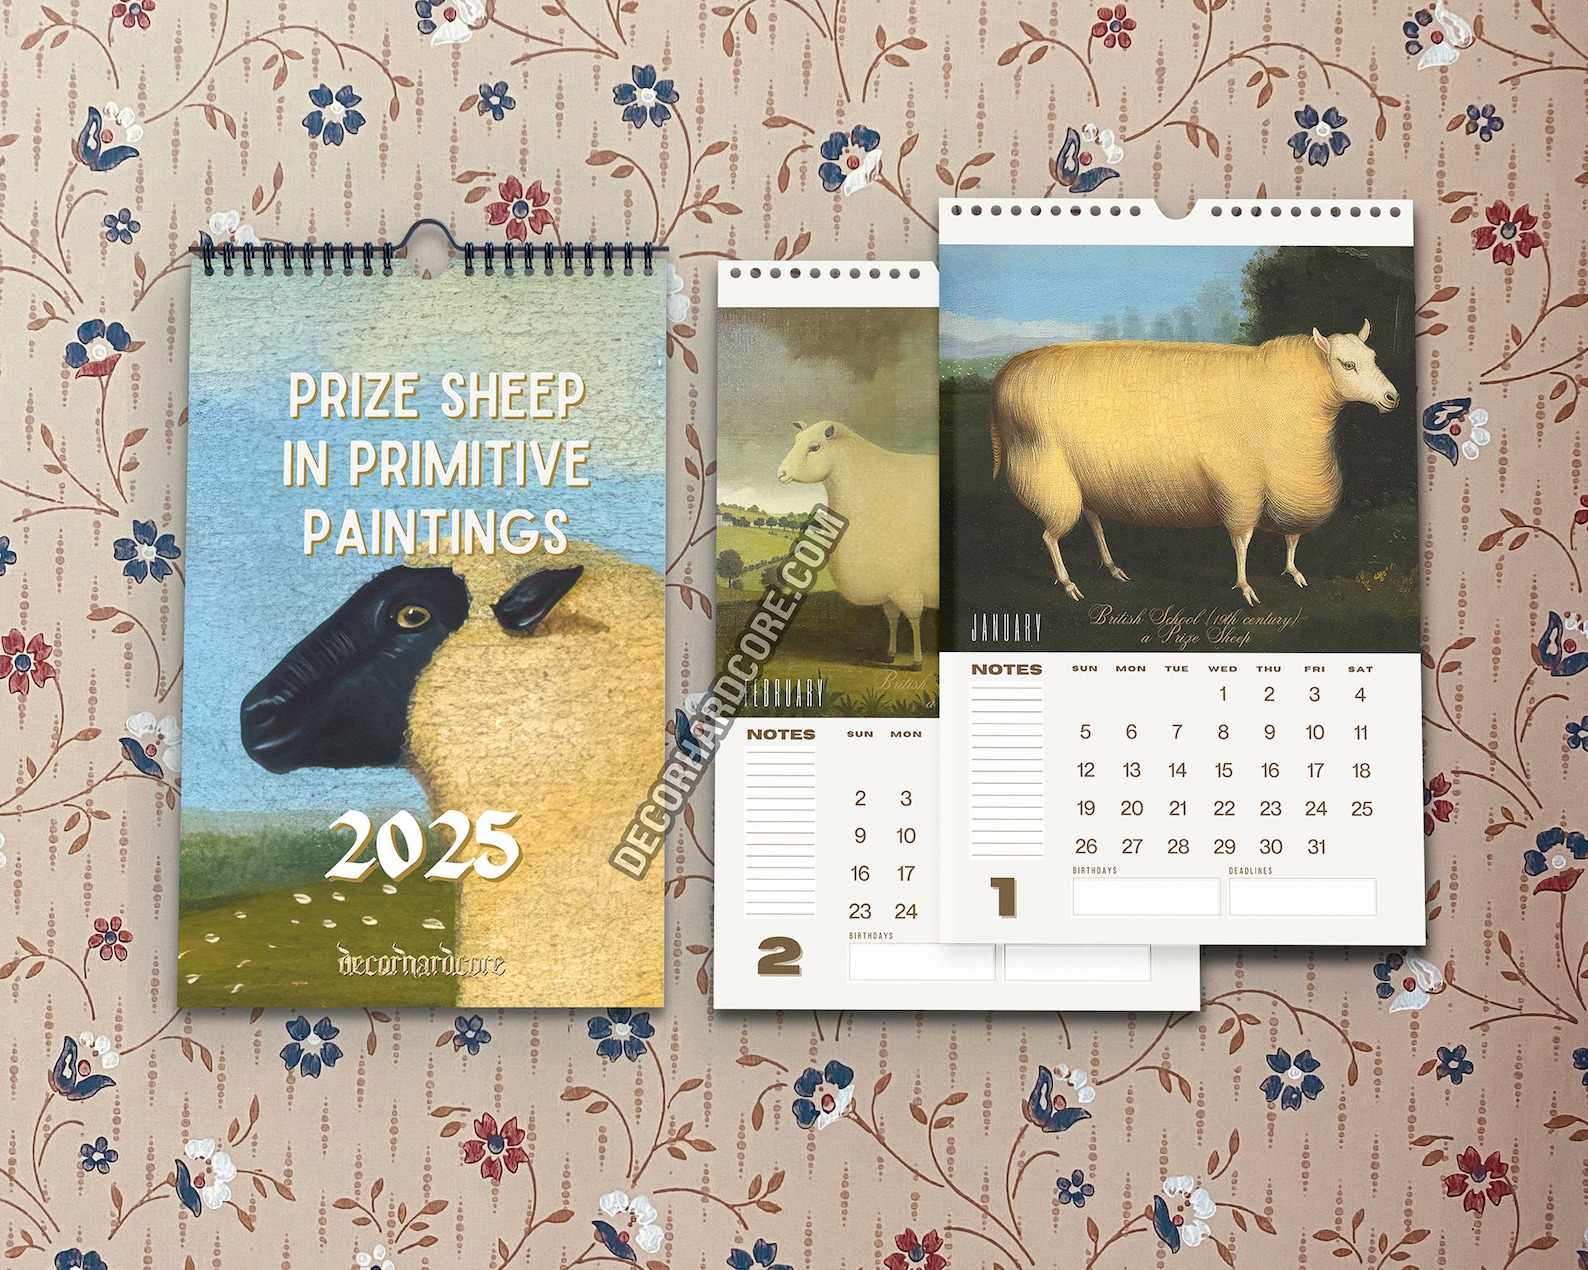 PRIZE SHEEP
IN PRIMITIVE
PAINTINGS
2025
decorhardcore
DECORHARDCORE.COM
FEBRUARY
British
a
NOTES
SUN MON
2 3
9 10
16 17
23 24
BIRTHDAYS
2
JANUARY
British School (19th century)
a Prize Sheep
NOTES
SUN MON TUE WED THU FRI SAT
1 2 3 4
5 6 7 8 9 10 11
12 13 14 15 16 17 18
19 20 21 22 23 24 25
26 27 28 29 30 31
BIRTHDAYS DEADLINES
1